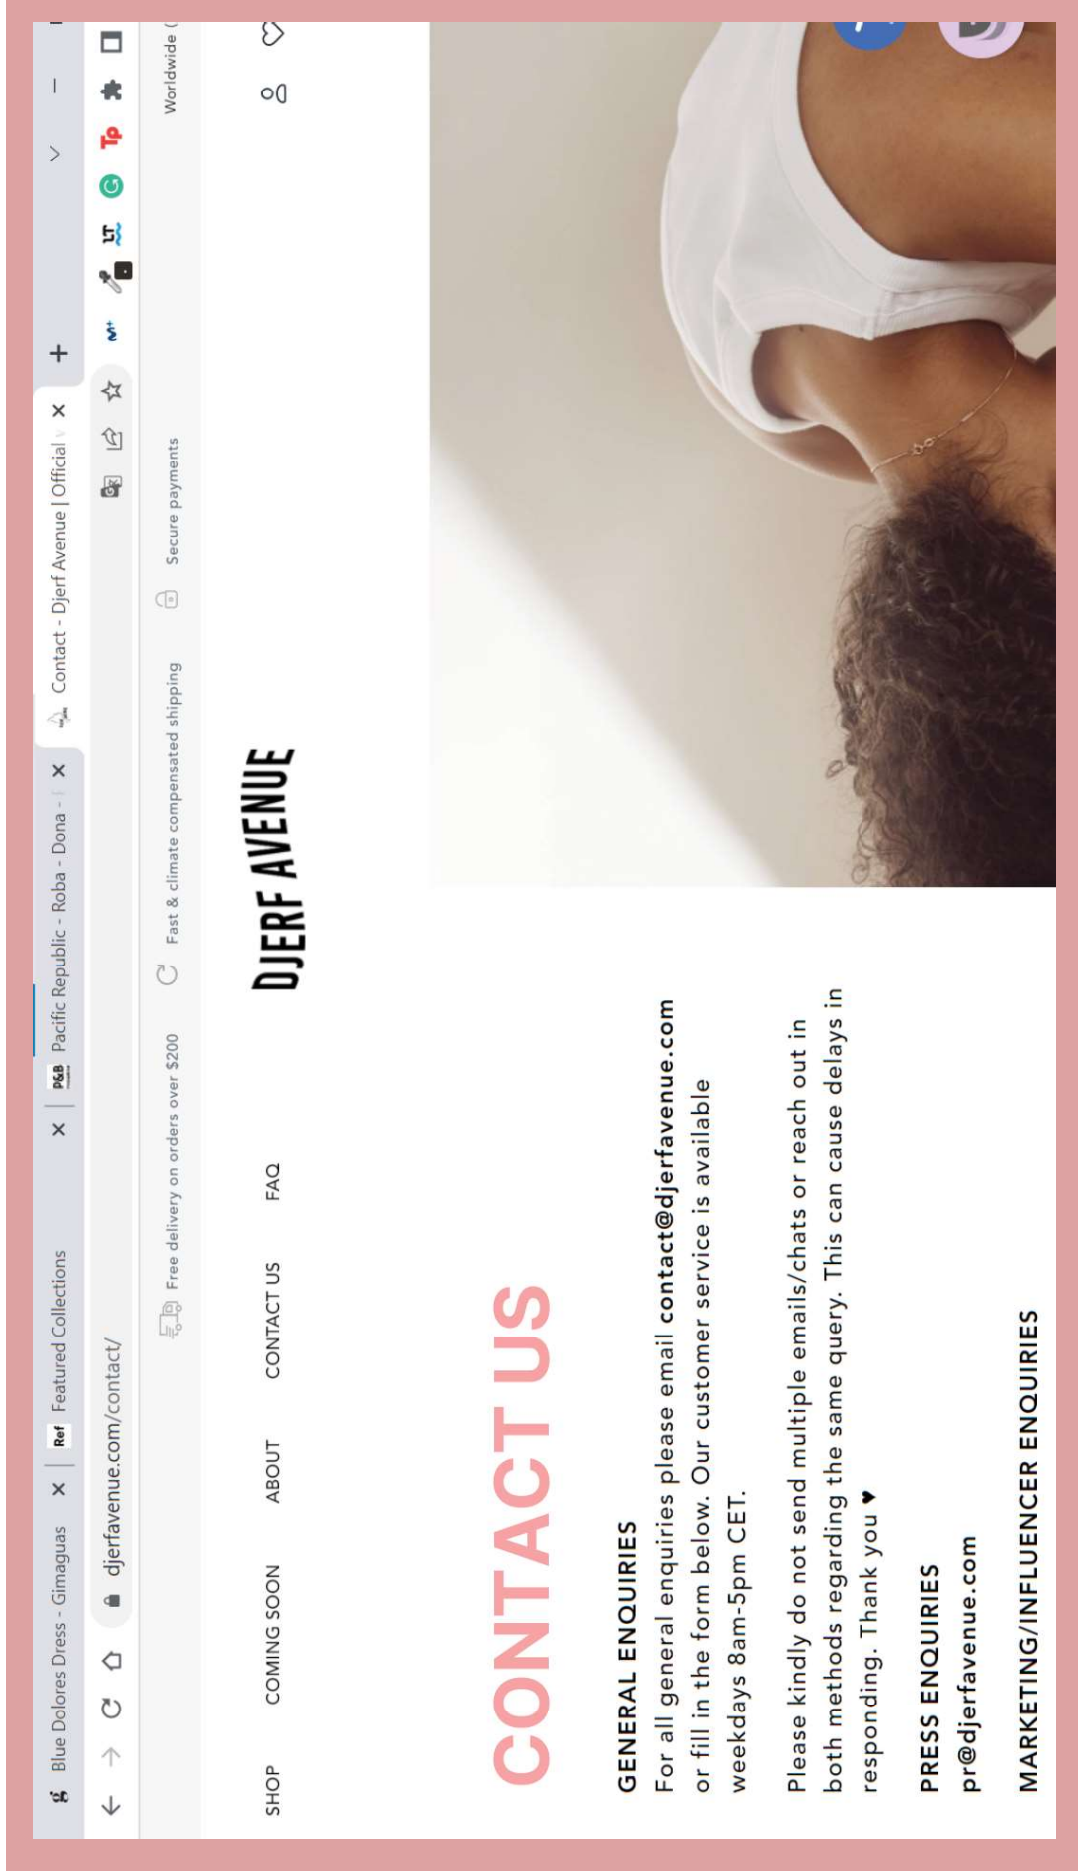 g Blue Dolores Dress - Gimaguas
Ref Featured Collections
P&B Pacific Republic - Roba - Dona -
Contact - Djerf Avenue | Official
djerfavenue.com/contact/
LT
G
Tp
Free delivery on orders over $200
Fast & climate compensated shipping
Secure payments
Worldwide (
SHOP
COMING SOON
ABOUT
CONTACT US
FAQ
DJERF AVENUE
CONTACT US
GENERAL ENQUIRIES
For all general enquiries please email contact@djerfavenue.com
or fill in the form below. Our customer service is available
weekdays 8am-5pm CET.
Please kindly do not send multiple emails/chats or reach out in
both methods regarding the same query. This can cause delays in
responding. Thank you ♥
PRESS ENQUIRIES
pr@djerfavenue.com
MARKETING/INFLUENCER ENQUIRIES